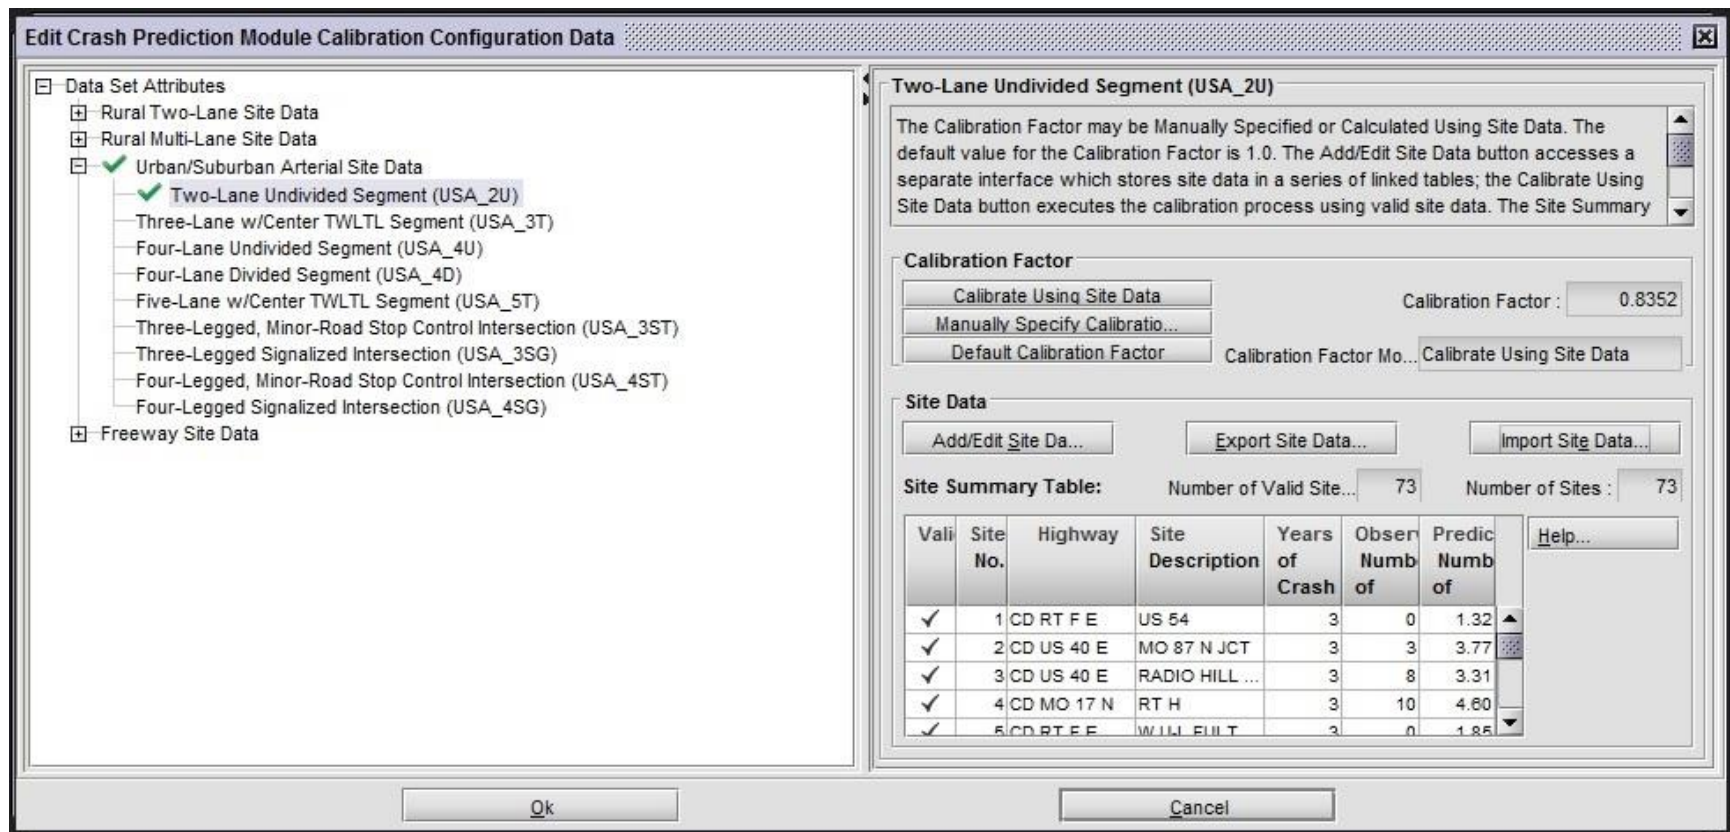 Edit Crash Prediction Module Calibration Configuration Data
Data Set Attributes
Rural Two-Lane Site Data
Rural Multi-Lane Site Data
Urban/Suburban Arterial Site Data
Two-Lane Undivided Segment (USA_2U)
Three-Lane w/Center TWLTL Segment (USA_3T)
Four-Lane Undivided Segment (USA_4U)
Four-Lane Divided Segment (USA_4D)
Five-Lane w/Center TWLTL Segment (USA_5T)
Three-Legged, Minor-Road Stop Control Intersection (USA_3ST)
Three-Legged Signalized Intersection (USA_3SG)
Four-Legged, Minor-Road Stop Control Intersection (USA_4ST)
Four-Legged Signalized Intersection (USA_4SG)
Freeway Site Data
Two-Lane Undivided Segment (USA_2U)
The Calibration Factor may be Manually Specified or Calculated Using Site Data. The
default value for the Calibration Factor is 1.0. The Add/Edit Site Data button accesses a
separate interface which stores site data in a series of linked tables; the Calibrate Using
Site Data button executes the calibration process using valid site data. The Site Summary
Calibration Factor
Calibrate Using Site Data
Calibration Factor : 0.8352
Manually Specify Calibratio...
Default Calibration Factor
Calibration Factor Mo... Calibrate Using Site Data
Site Data
Add/Edit Site Da... Export Site Data... Import Site Data...
Site Summary Table: Number of Valid Site... 73 Number of Sites : 73
Vali Site Highway Site Years Obser Predic
No. Description of Numb Numb
Crash of of
Help...
1 CD RT F E US 54 3 0 1.32
2 CD US 40 E MO 87 N JCT 3 3 3.77
3 CD US 40 E RADIO HILL ... 3 8 3.31
4 CD MO 17 N RT H 3 10 4.60
5 CD RT F E 3 0 1.85
Ok Cancel